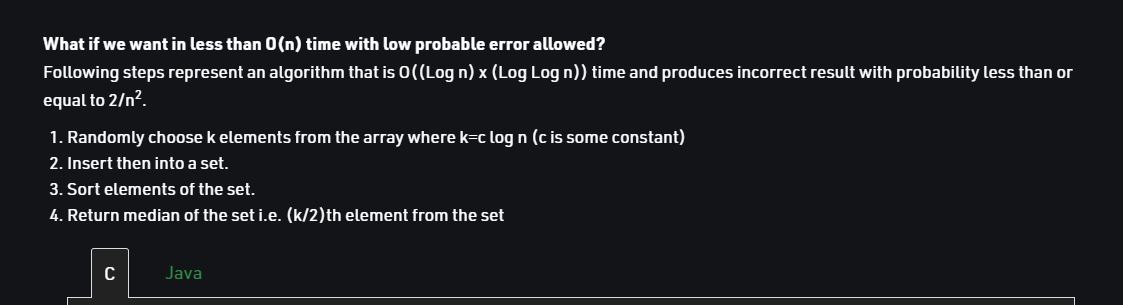 What if we want in less than O(n) time with low probable error allowed?
Following steps represent an algorithm that is O((Log n) x (Log Log n)) time and produces incorrect result with probability less than or
equal to 2/n².
1. Randomly choose k elements from the array where k=c log n (c is some constant)
2. Insert then into a set.
3. Sort elements of the set.
4. Return median of the set i.e. (k/2)th element from the set
C Java